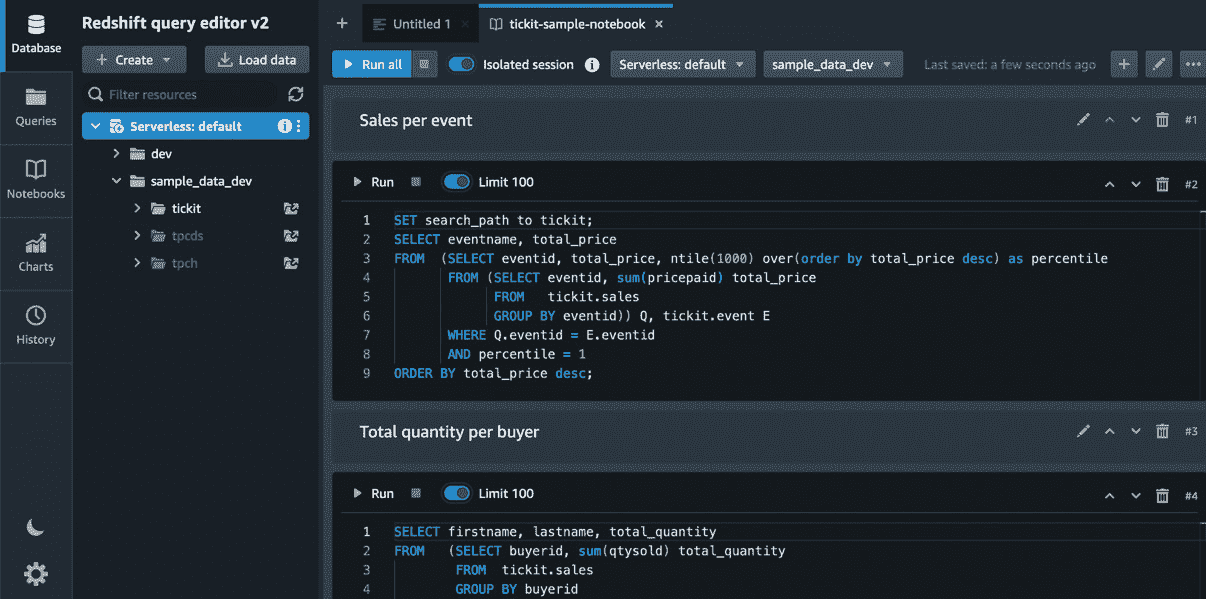 Redshift query editor v2
Database
Create
Load data
Filter resources
Queries
Serverless: default
dev
sample_data_dev
Notebooks
tickit
tpcds
tpch
Charts
History
Untitled 1
tickit-sample-notebook
Run all
Isolated session
Serverless: default
sample_data_dev
Last saved: a few seconds ago
Sales per event
#1
Run
Limit 100
#2
1 SET search_path to tickit;
2 SELECT eventname, total_price
3 FROM (SELECT eventid, total_price, ntile(1000) over(order by total_price desc) as percentile
4 FROM (SELECT eventid, sum(pricepaid) total_price
5 FROM tickit.sales
6 GROUP BY eventid)) Q, tickit.event E
7 WHERE Q.eventid = E.eventid
8 AND percentile = 1
9 ORDER BY total_price desc;
Total quantity per buyer
#3
Run
Limit 100
#4
1 SELECT firstname, lastname, total_quantity
2 FROM (SELECT buyerid, sum(qtysold) total_quantity
3 FROM tickit.sales
4 GROUP BY buyerid